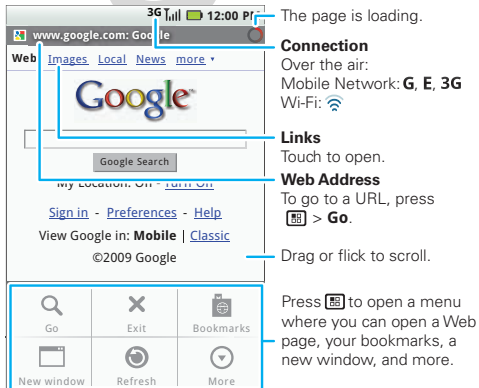 3G 12:00 PM
The page is loading.
www.google.com: Google
Connection
Over the air:
Mobile Network: G, E, 3G
Wi-Fi:
Web Images Local News more ▾
Google
Links
Touch to open.
Google Search
My Location: Off - Turn On
Web Address
To go to a URL, press
> Go.
Sign in - Preferences - Help
View Google in: Mobile | Classic
©2009 Google
Drag or flick to scroll.
Go Exit Bookmarks
New window Refresh More
Press to open a menu
where you can open a Web
page, your bookmarks, a
new window, and more.